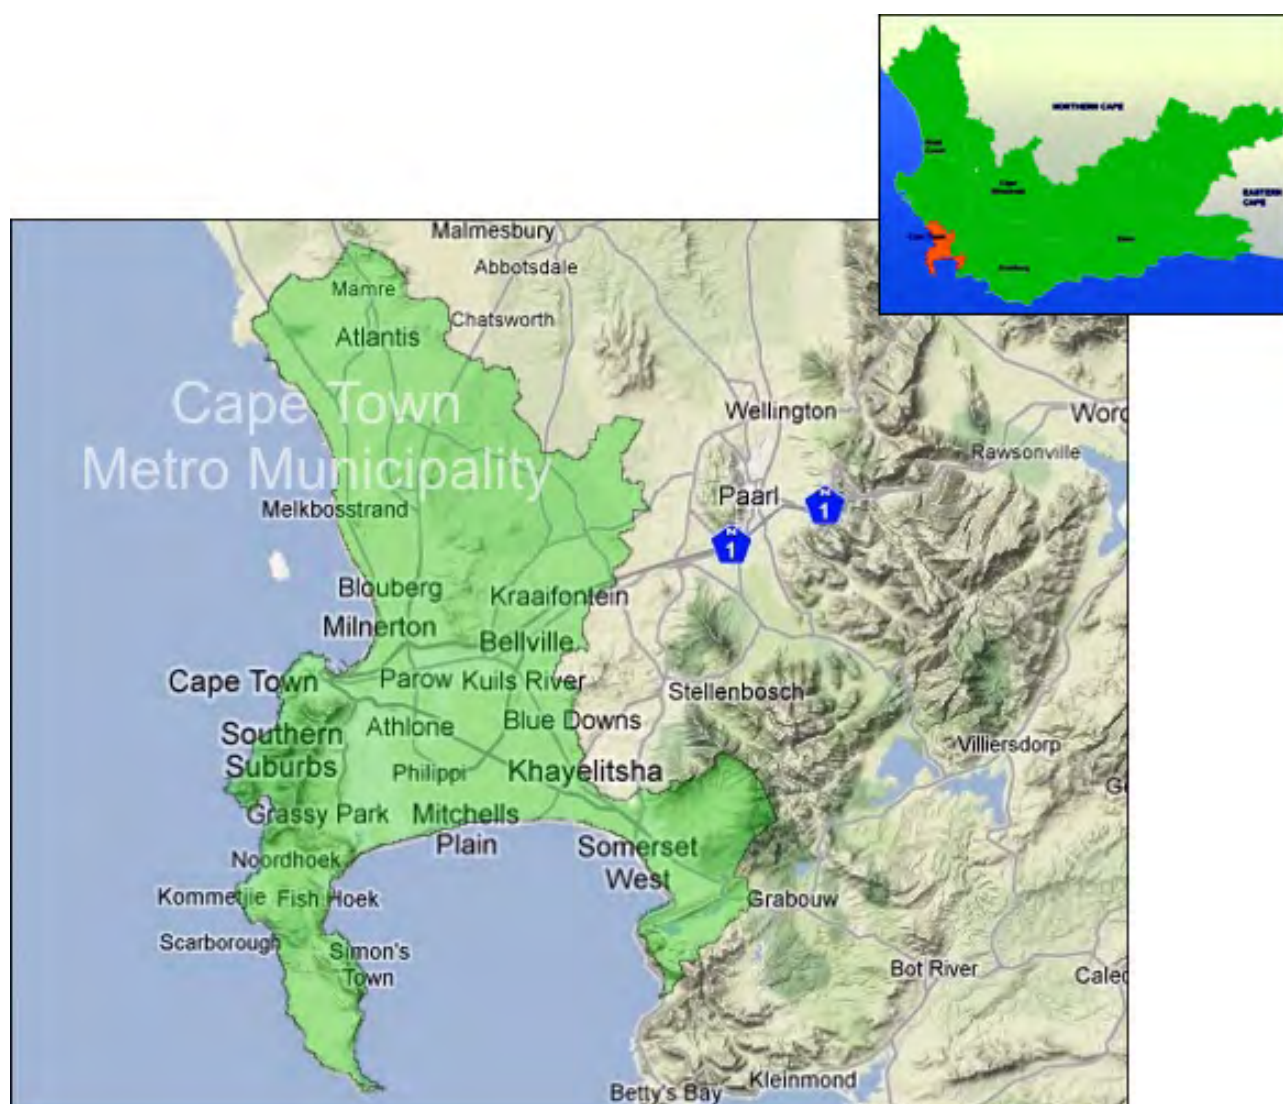 NORTHERN CAPE
EASTERN
CAPE
Malmesbury
Abbotsdale
Mamre
Chatsworth
Atlantis
Cape Town
Metro Municipality
Wellington
Worc
Rawsonville
Paarl
N
1
N
1
Melkbosstrand
Blouberg
Kraaifontein
Milnerton
Bellville
Cape Town
Parow
Kuils River
Stellenbosch
Southern
Suburbs
Athlone
Blue Downs
Villiersdorp
Philippi
Khayelitsha
Grassy Park
Mitchells
Plain
Somerset
West
Noordhoek
Kommetjie
Fish Hoek
Grabouw
Scarborough
Simon's
Town
Bot River
Caled
Kleinmond
Betty's Bay